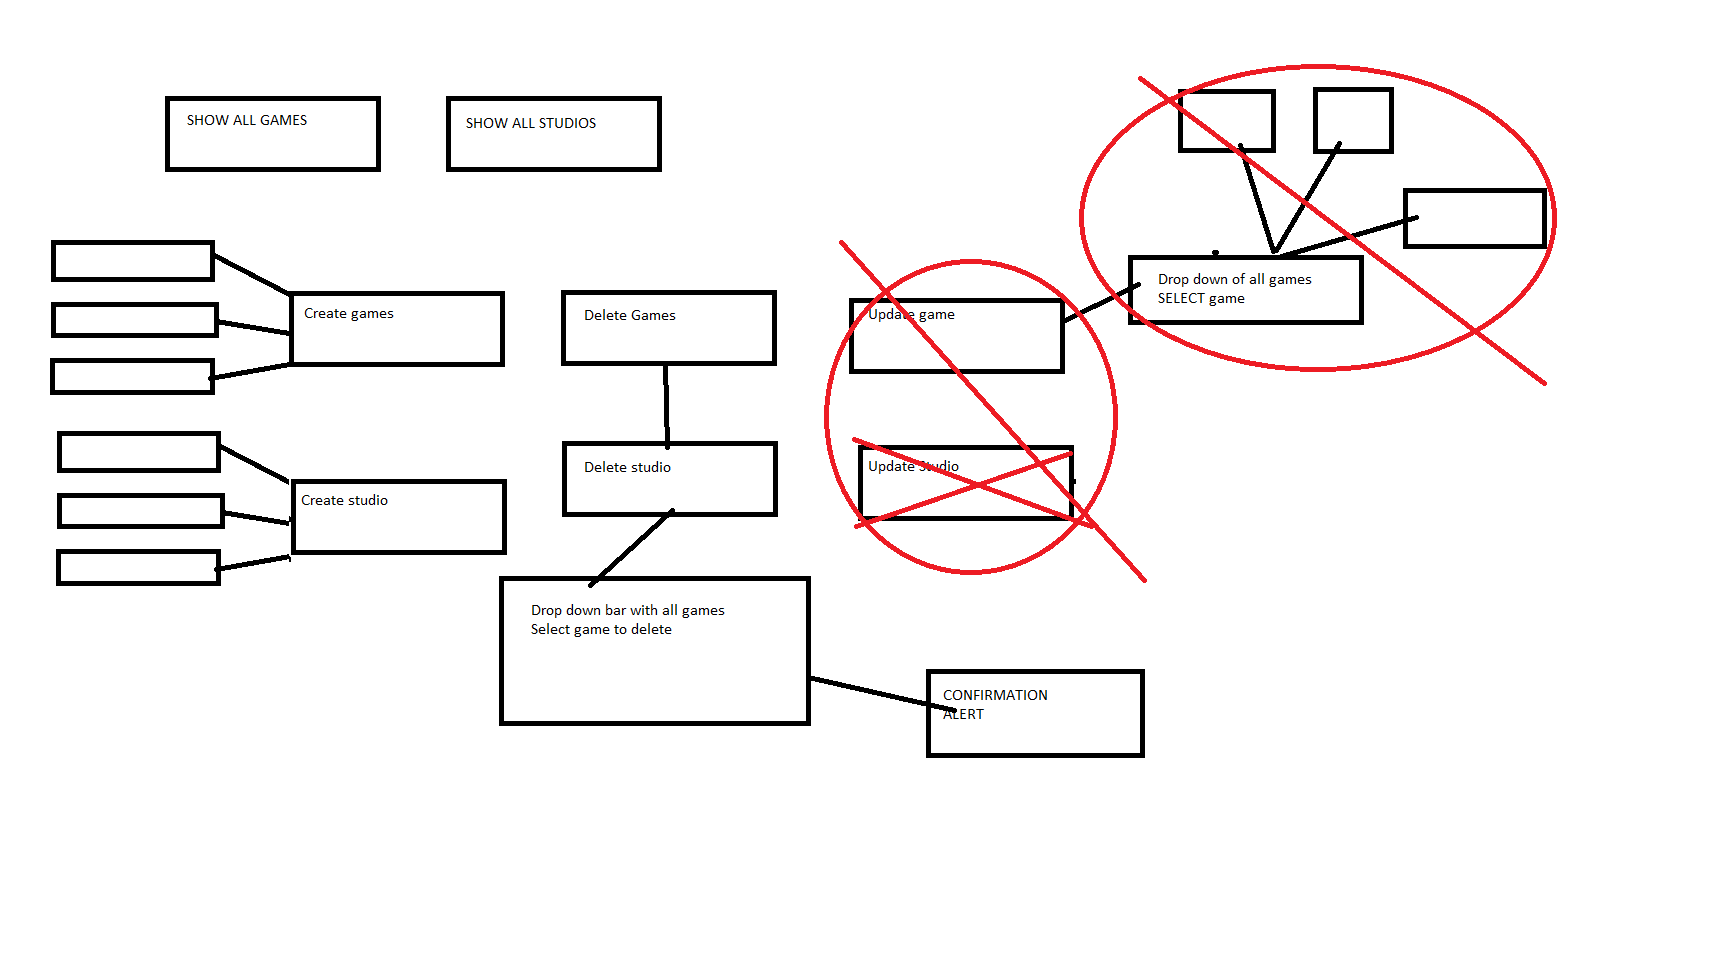 SHOW ALL GAMES
SHOW ALL STUDIOS
Create games
Delete Games
Update game
Drop down of all games
SELECT game
Create studio
Delete studio
Update Studio
Drop down bar with all games
Select game to delete
CONFIRMATION
ALERT